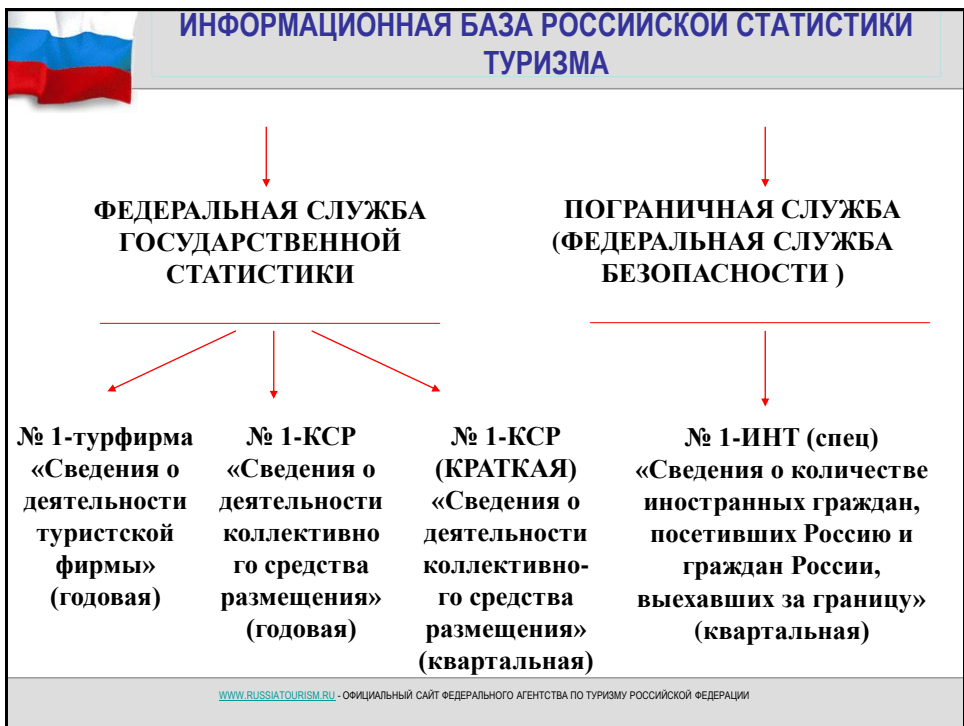 ИНФОРМАЦИОННАЯ БАЗА РОССИЙСКОЙ СТАТИСТИКИ
ТУРИЗМА
ФЕДЕРАЛЬНАЯ СЛУЖБА
ГОСУДАРСТВЕННОЙ
СТАТИСТИКИ
ПОГРАНИЧНАЯ СЛУЖБА
(ФЕДЕРАЛЬНАЯ СЛУЖБА
БЕЗОПАСНОСТИ )
№ 1-турфирма
«Сведения о
деятельности
туристской
фирмы»
(годовая)
№ 1-КСР
«Сведения о
деятельности
коллективно
го средства
размещения»
(годовая)
№ 1-КСР
(КРАТКАЯ)
«Сведения о
деятельности
коллективно-
го средства
размещения»
(квартальная)
№ 1-ИНТ (спец)
«Сведения о количестве
иностранных граждан,
посетивших Россию и
граждан России,
выехавших за границу»
(квартальная)
WWW.RUSSIATOURISM.RU - ОФИЦИАЛЬНЫЙ САЙТ ФЕДЕРАЛЬНОГО АГЕНТСТВА ПО ТУРИЗМУ РОССИЙСКОЙ ФЕДЕРАЦИИ